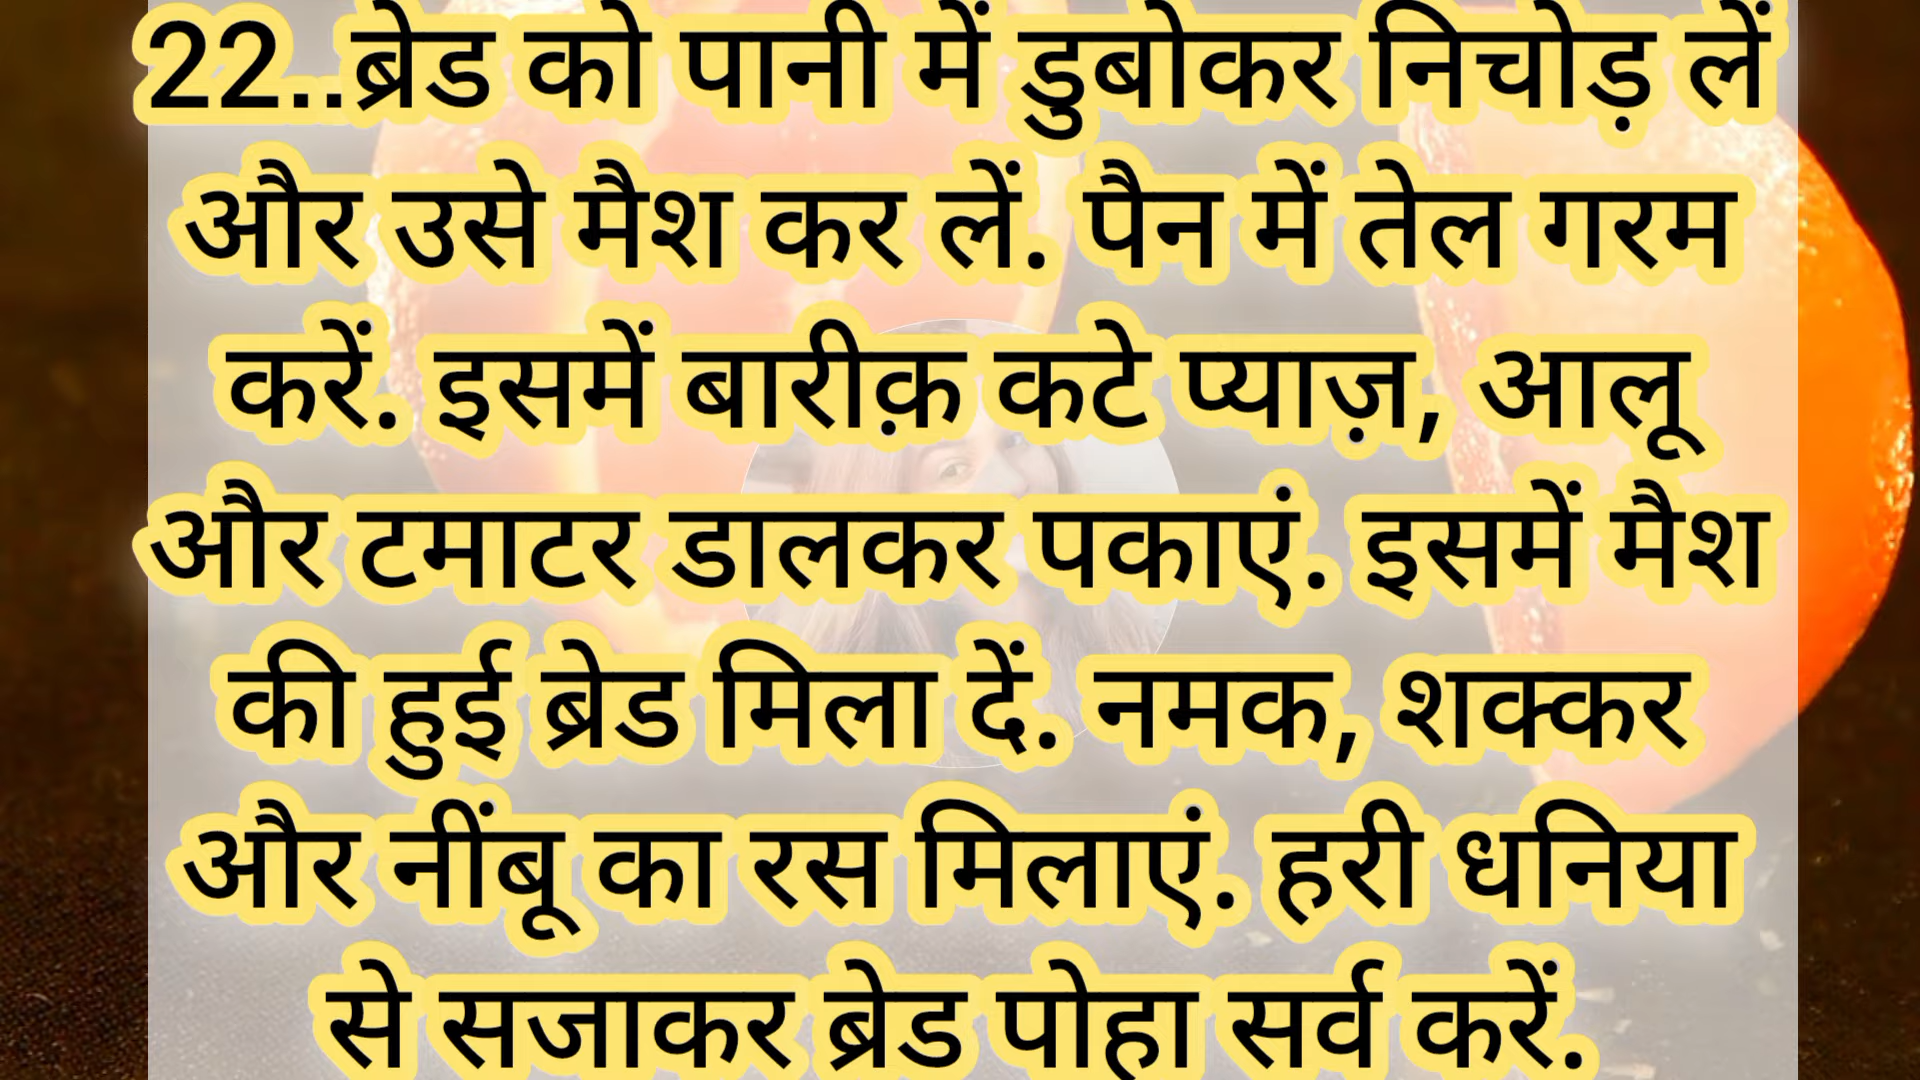 22..ब्रेड को पानी में डुबोकर निचोड़ लें
और उसे मैश कर लें. पैन में तेल गरम
करें. इसमें बारीक़ कटे प्याज़, आलू
और टमाटर डालकर पकाएं. इसमें मैश
की हुई ब्रेड मिला दें. नमक, शक्कर
और नींबू का रस मिलाएं. हरी धनिया
से सजाकर ब्रेड पोहा सर्व करें.